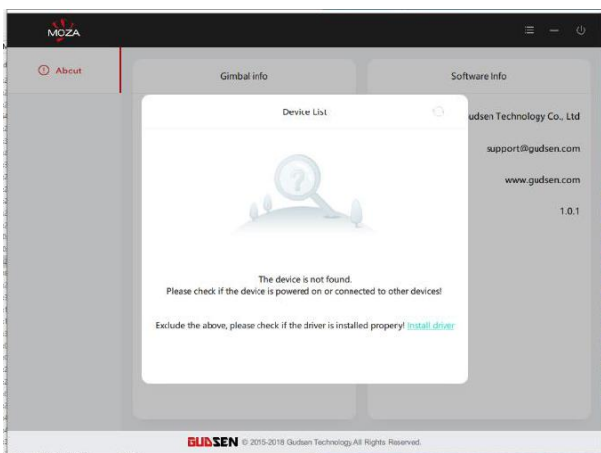 MOZA
About
Gimbal info
Software Info
Device List
udsen Technology Co., Ltd
support@gudsen.com
www.gudsen.com
1.0.1
The device is not found.
Please check if the device is powered on or connected to other devices!
Exclude the above, please check if the driver is installed propery! Install driver
GUDSEN © 2015-2018 Gudsen Technology.All Rights Reserved.